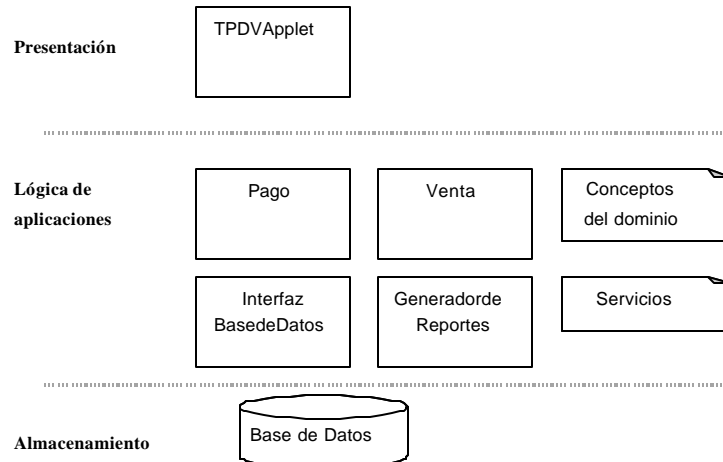 TPDVApplet
Presentación
Lógica de
aplicaciones
Pago
Venta
Conceptos
del dominio
Interfaz
BasedeDatos
Generadorde
Reportes
Servicios
Base de Datos
Almacenamiento